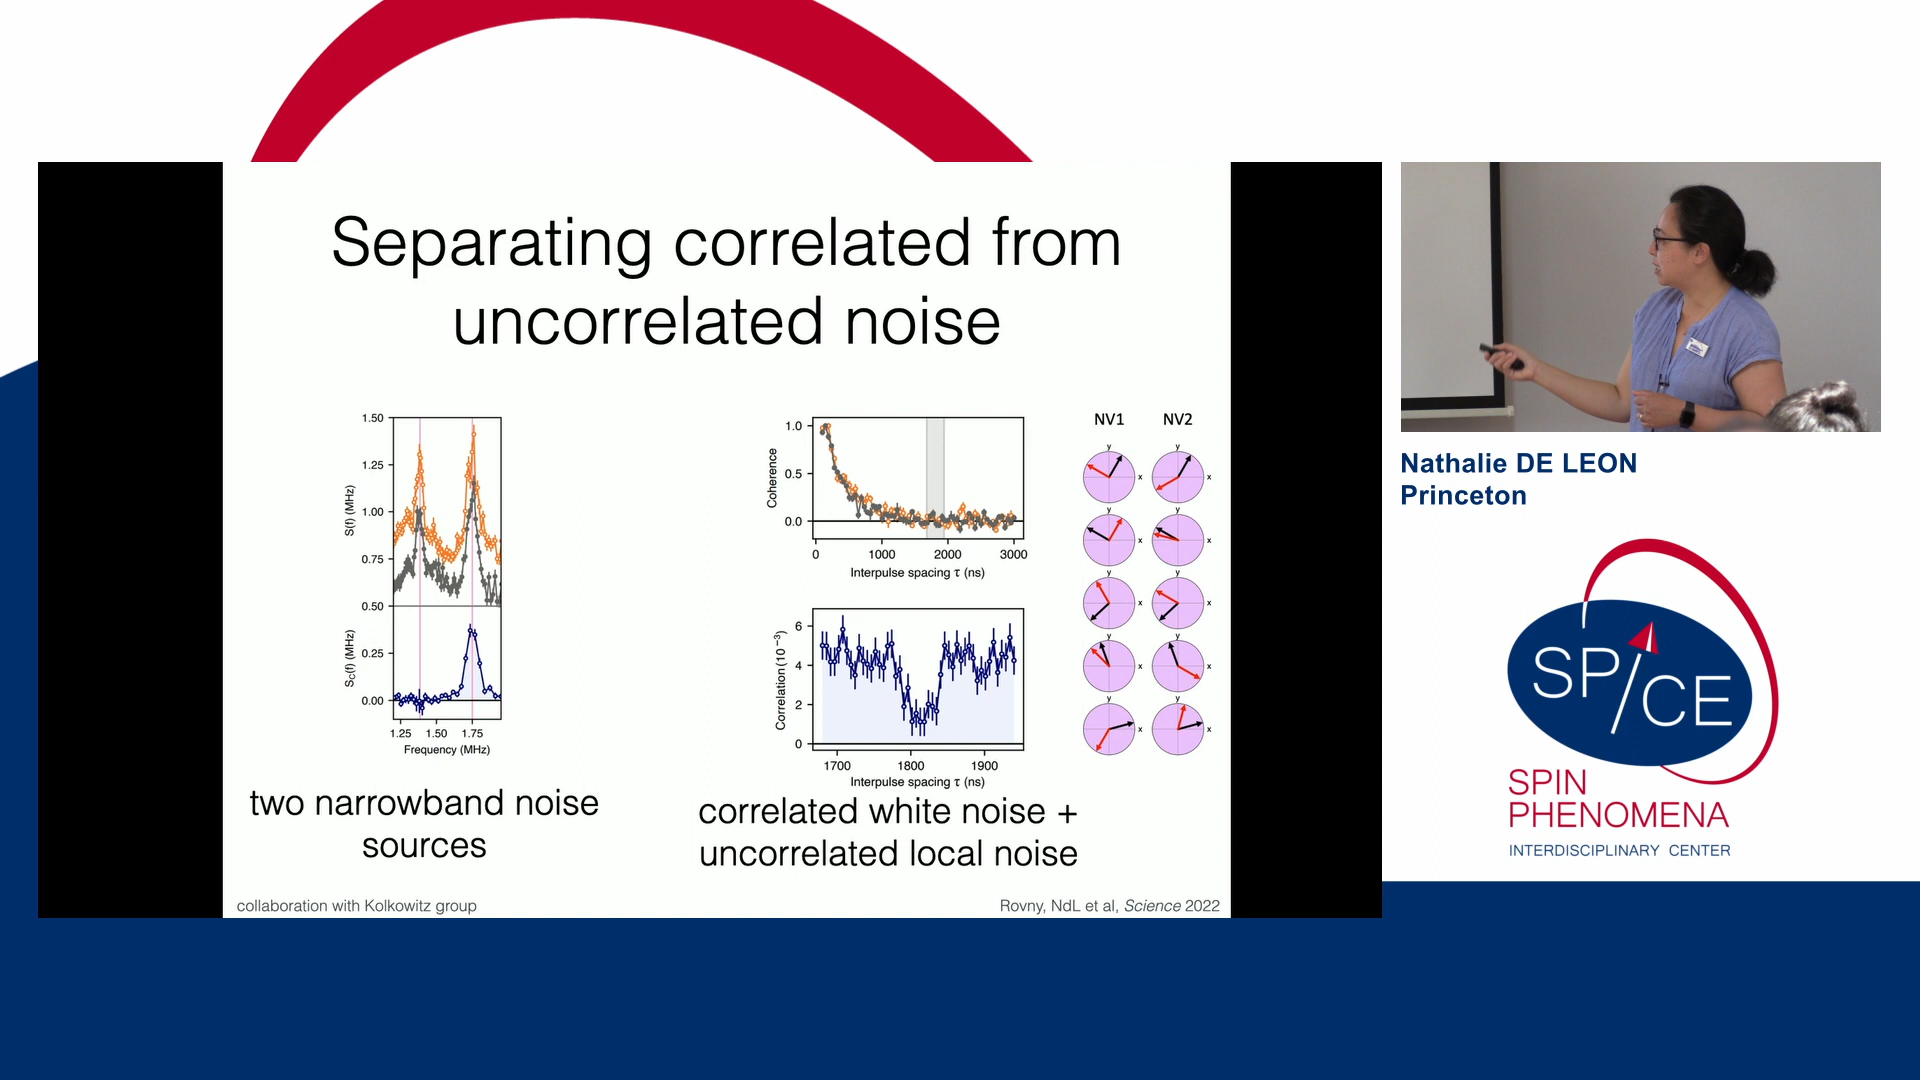 Separating correlated from
uncorrelated noise
1.50
1.25
1.00
0.75
0.50
0.25
0.00
S(f) (MHz)
Sc(f) (MHz)
1.25 1.50 1.75
Frequency (MHz)
two narrowband noise
sources
1.0
0.5
0.0
Coherence
0 1000 2000 3000
Interpulse spacing τ (ns)
6
4
2
0
Correlation (10⁻³)
1700 1800 1900
Interpulse spacing τ (ns)
correlated white noise +
uncorrelated local noise
NV1 NV2
y y
x x
y y
x x
y y
x x
y y
x x
y y
x x
collaboration with Kolkowitz group
Rovny, NdL et al, Science 2022
Nathalie DE LEON
Princeton
SP/CE
SPIN
PHENOMENA
INTERDISCIPLINARY CENTER